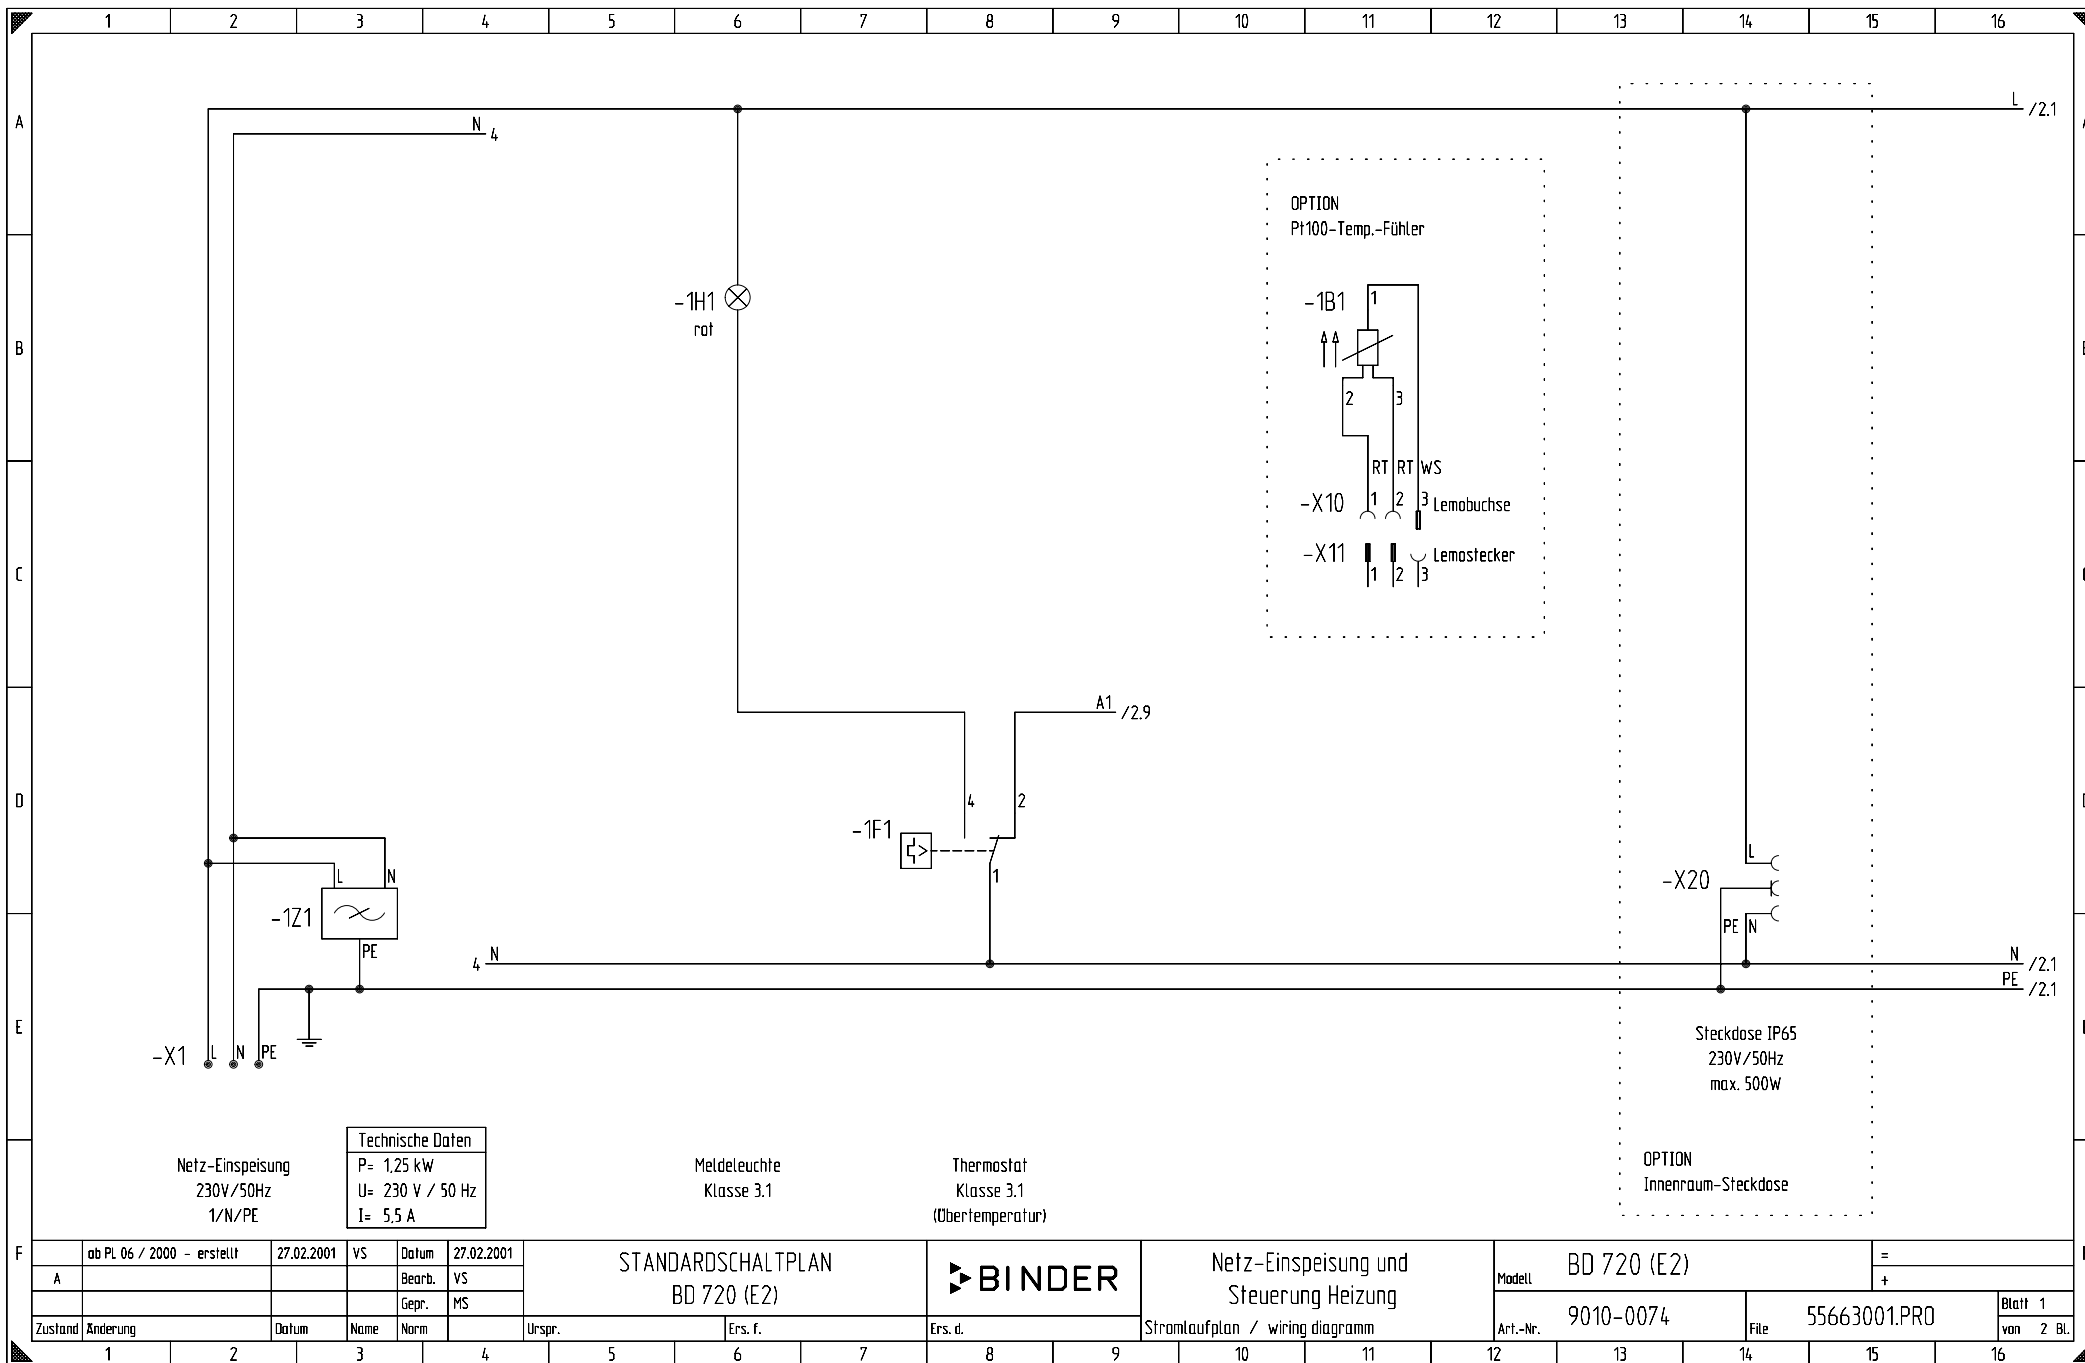 1 2 3 4 5 6 7 8 9 10 11 12 13 14 15 16
A
L /2.1
N 4
OPTION
Pt100-Temp.-Fühler
-1H1
rot
-1B1 1
B
2 3
RT RT WS
-X10 1 2 3 Lemobuchse
-X11 Lemostecker
C
1 2 3
A1 /2.9
D
4 2
-1F1
1
L
-X20
L N
-1Z1
PE
PE N
4 N
N /2.1
PE /2.1
E
Steckdose IP65
230V/50Hz
max. 500W
-X1 L N PE
Technische Daten
P= 1,25 kW
U= 230 V / 50 Hz
I= 5,5 A
Netz-Einspeisung
230V/50Hz
1/N/PE
Meldeleuchte
Klasse 3.1
Thermostat
Klasse 3.1
(Übertemperatur)
OPTION
Innenraum-Steckdose
F
ab PL 06 / 2000 - erstellt 27.02.2001 VS Datum 27.02.2001
A Bearb. VS
Gepr. MS
Zustand Änderung Datum Name Norm Urspr. Ers. f. Ers. d.
STANDARDSCHALTPLAN
BD 720 (E2)
BINDER
Netz-Einspeisung und
Steuerung Heizung
Stromlaufplan / wiring diagramm
Modell BD 720 (E2)
=
+
Art.-Nr. 9010-0074
File 55663001.PRO
Blatt 1
von 2 Bl.
1 2 3 4 5 6 7 8 9 10 11 12 13 14 15 16